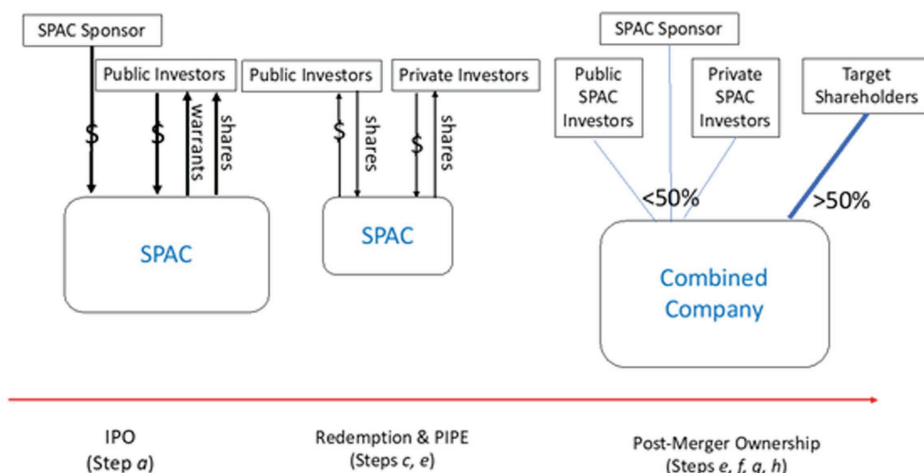 SPAC Sponsor
Public Investors
$
$
warrants
shares
SPAC
Public Investors
Private Investors
$
shares
$
shares
SPAC
SPAC Sponsor
Public
SPAC
Investors
Private
SPAC
Investors
Target
Shareholders
<50%
>50%
Combined
Company
IPO
(Step a)
Redemption & PIPE
(Steps c, e)
Post-Merger Ownership
(Steps e, f, g, h)